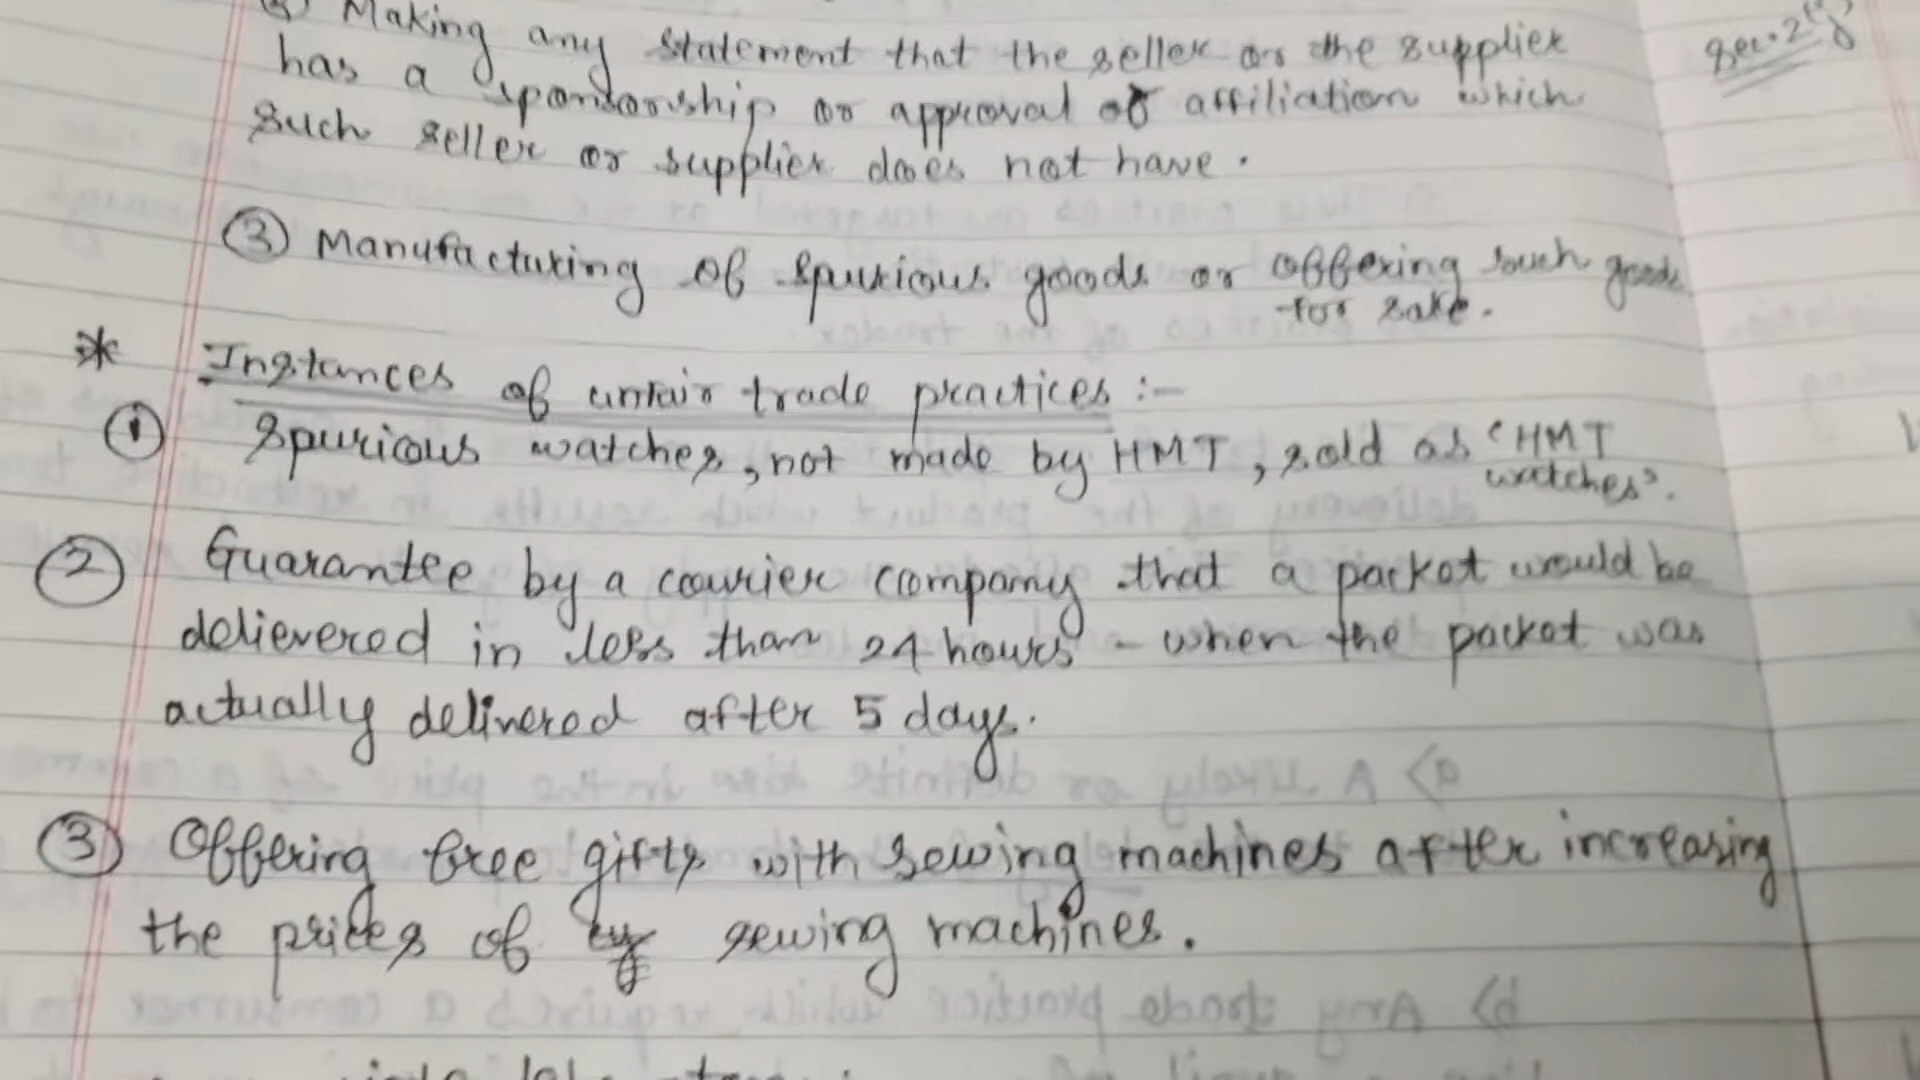 Making any statement that the seller or the supplier
has a sponsorship or approval or affiliation which
such seller or supplier does not have.
③ Manufacturing of spurious goods or offering such goods
for sake.
* Instances of unfair trade practices :-
① Spurious watches, not made by HMT, sold as 'HMT
watches'.
② Guarantee by a courier company that a packet would be
delievered in less than 24 hours - when the packet was
actually delivered after 5 days.
③ Offering free gifts with sewing machines after increasing
the prices of sewing machines.